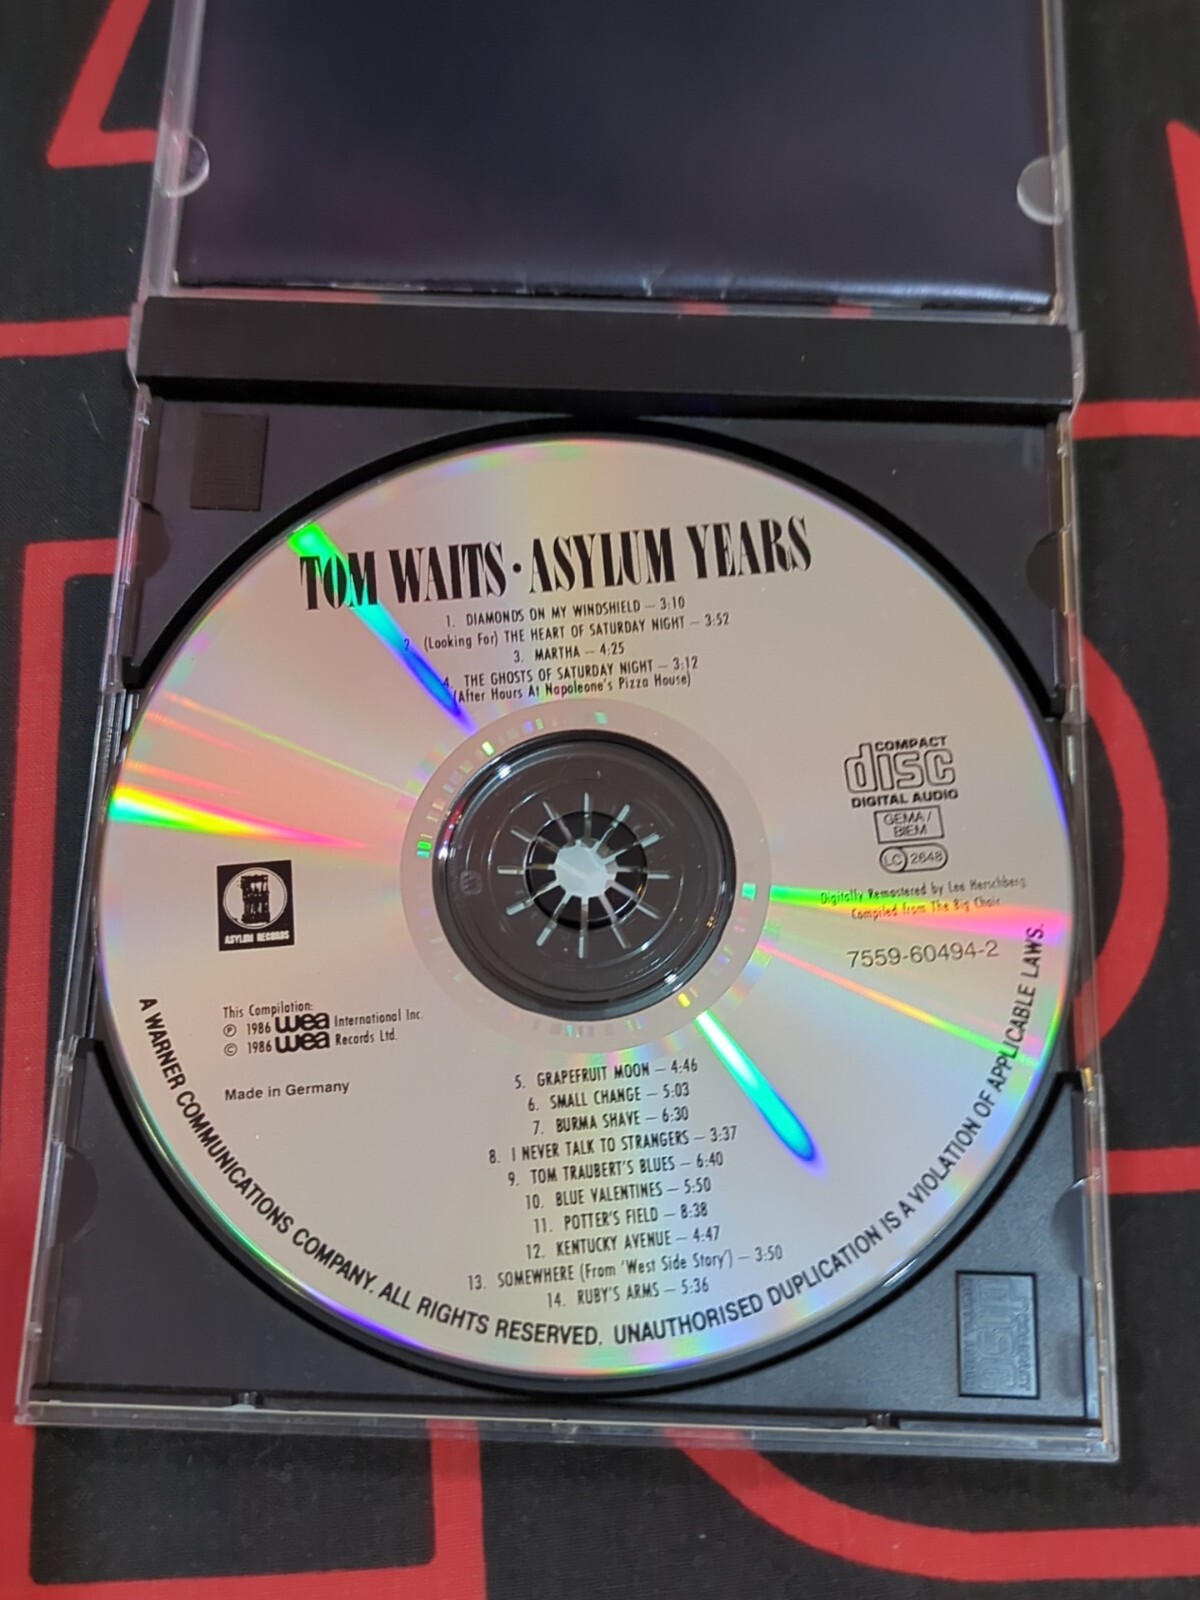 TOM WAITS · ASYLUM YEARS
1. DIAMONDS ON MY WINDSHIELD – 3:10
2. (Looking For) THE HEART OF SATURDAY NIGHT – 3:52
3. MARTHA – 4:25
4. THE GHOSTS OF SATURDAY NIGHT – 3:12
(After Hours At Napoleone's Pizza House)
COMPACT
disc
DIGITAL AUDIO
GEMA/
BIEM
LC 2648
Digitally Remastered by Lee Herschberg
Compiled from The Big Chair
7559-60494-2
ASYLUM RECORDS
This Compilation:
℗ 1986 wea International Inc.
© 1986 wea Records Ltd.
Made in Germany
5. GRAPEFRUIT MOON – 4:46
6. SMALL CHANGE – 5:03
7. BURMA SHAVE – 6:30
8. I NEVER TALK TO STRANGERS – 3:37
9. TOM TRAUBERT'S BLUES – 6:40
10. BLUE VALENTINES – 5:50
11. POTTER'S FIELD – 8:38
12. KENTUCKY AVENUE – 4:47
13. SOMEWHERE (From 'West Side Story') – 3:50
14. RUBY'S ARMS – 5:36
A WARNER COMMUNICATIONS COMPANY. ALL RIGHTS RESERVED. UNAUTHORISED DUPLICATION IS A VIOLATION OF APPLICABLE LAWS.
COMPACT
disc